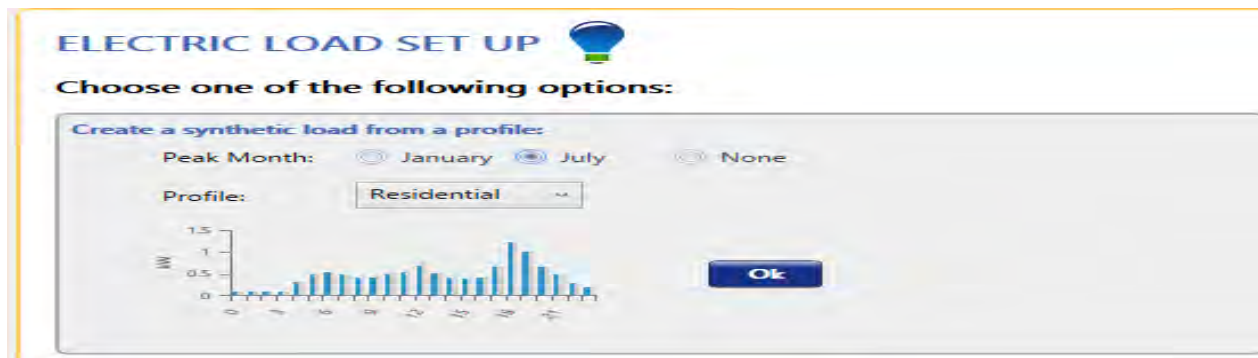 ELECTRIC LOAD SET UP
Choose one of the following options:
Create a synthetic load from a profile:
Peak Month: January July None
Profile: Residential
1.5
1
0.5
0
kW
0 3 6 9 12 15 18 21
Ok